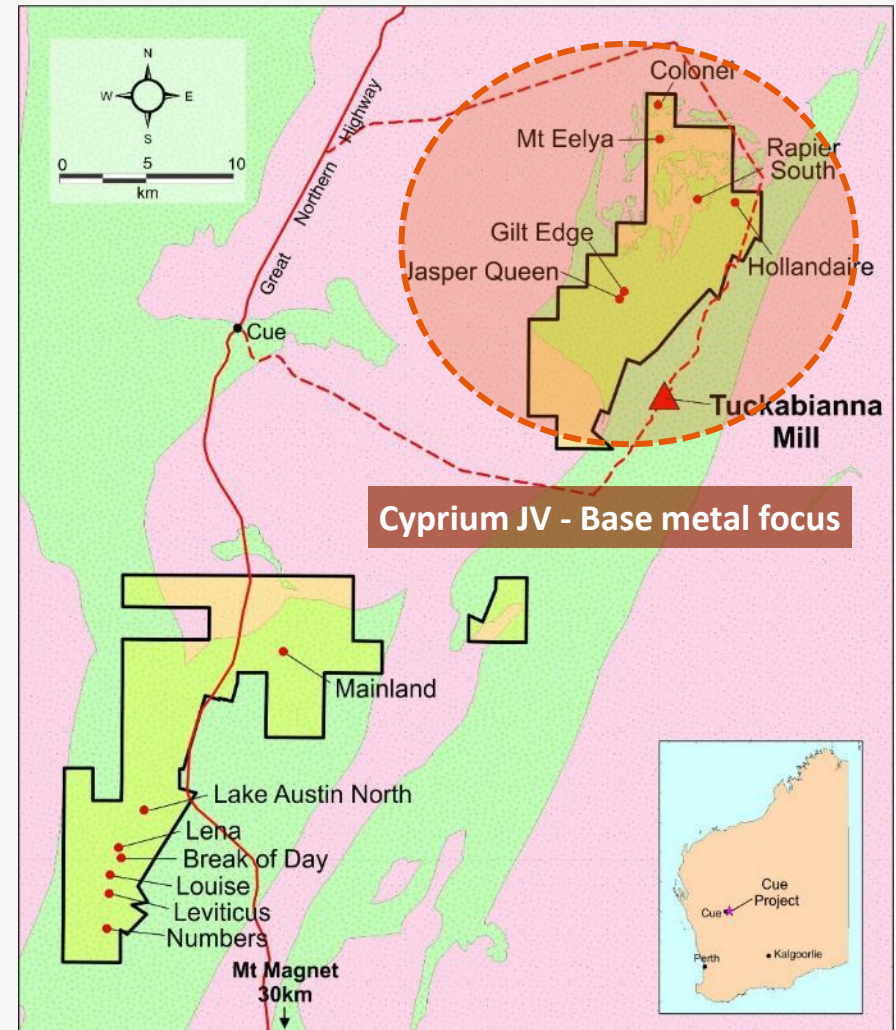 N
W E
S
0 5 10
km
Great Northern Highway
Colonel
Mt Eelya
Rapier
South
Gilt Edge
Jasper Queen
Hollandaire
Cue
Tuckabianna
Mill
Cyprium JV - Base metal focus
Mainland
Lake Austin North
Lena
Break of Day
Louise
Leviticus
Numbers
Mt Magnet
30km
Cue
Project
Cue
Perth
Kalgoorlie